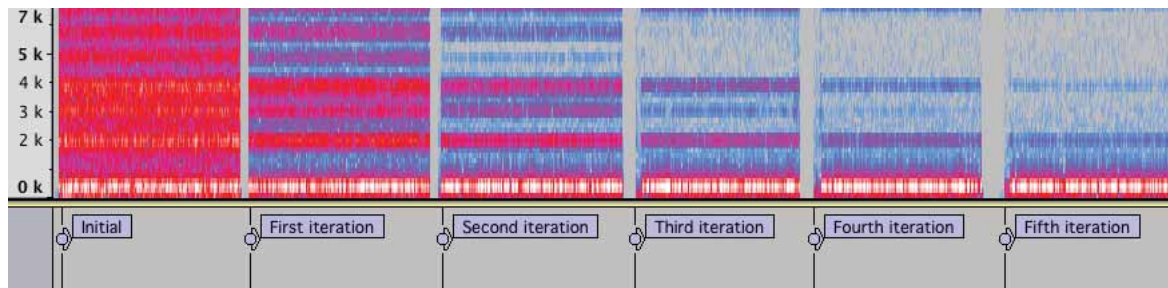 7 k
5 k
4 k
3 k
2 k
0 k
Initial
First iteration
Second iteration
Third iteration
Fourth iteration
Fifth iteration